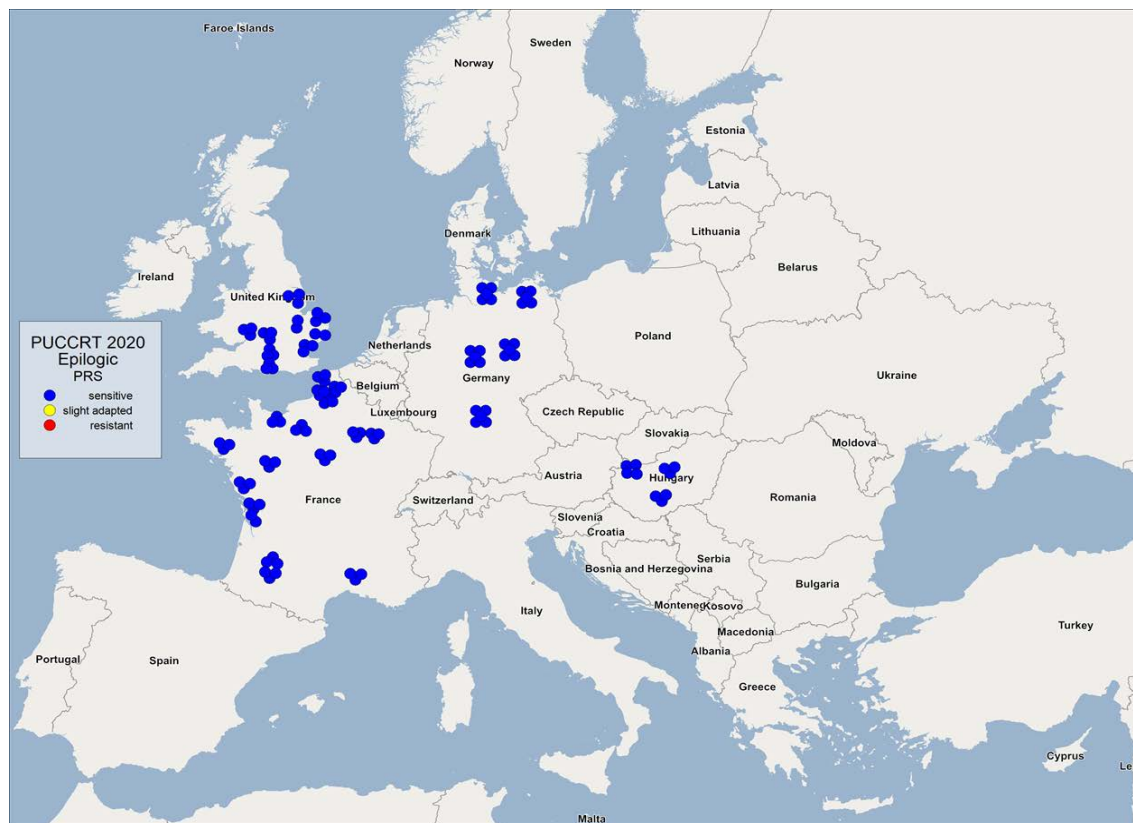 Faroe Islands
Sweden
Norway
Estonia
Latvia
Denmark
Lithuania
Ireland
Belarus
United Kingdom
Netherlands
Poland
Germany
Belgium
Ukraine
Luxembourg
Czech Republic
Slovakia
Moldova
Austria
Hungary
France
Switzerland
Romania
Slovenia
Croatia
Serbia
Bosnia and Herzegovina
Bulgaria
Italy
Monteneg
Kosovo
Macedonia
Turkey
Albania
Portugal
Spain
Greece
Cyprus
Le
Malta
PUCCRT 2020
Epilogic
PRS
sensitive
slight adapted
resistant